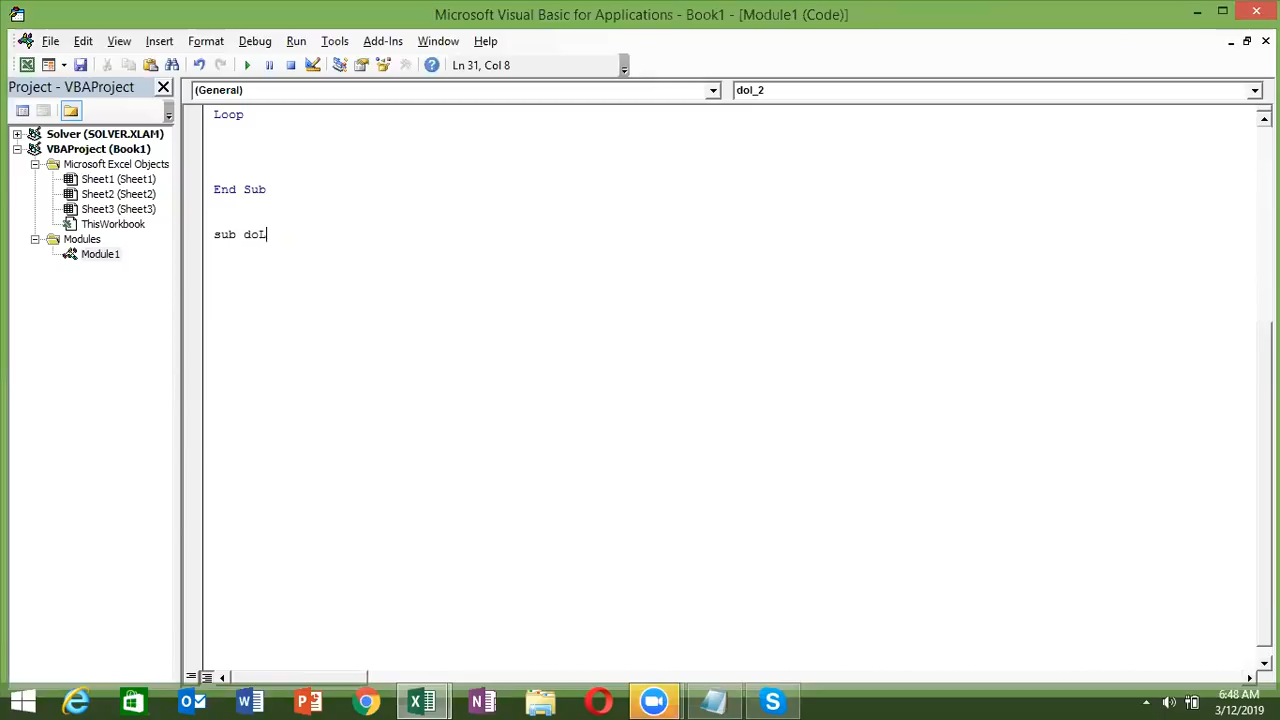 Microsoft Visual Basic for Applications - Book1 - [Module1 (Code)]
File Edit View Insert Format Debug Run Tools Add-Ins Window Help
Ln 31, Col 8
Project - VBAProject
(General)
dol_2
Solver (SOLVER.XLAM)
VBAProject (Book1)
Microsoft Excel Objects
Sheet1 (Sheet1)
Sheet2 (Sheet2)
Sheet3 (Sheet3)
ThisWorkbook
Modules
Module1
Loop
End Sub
sub doL
6:48 AM
3/12/2019